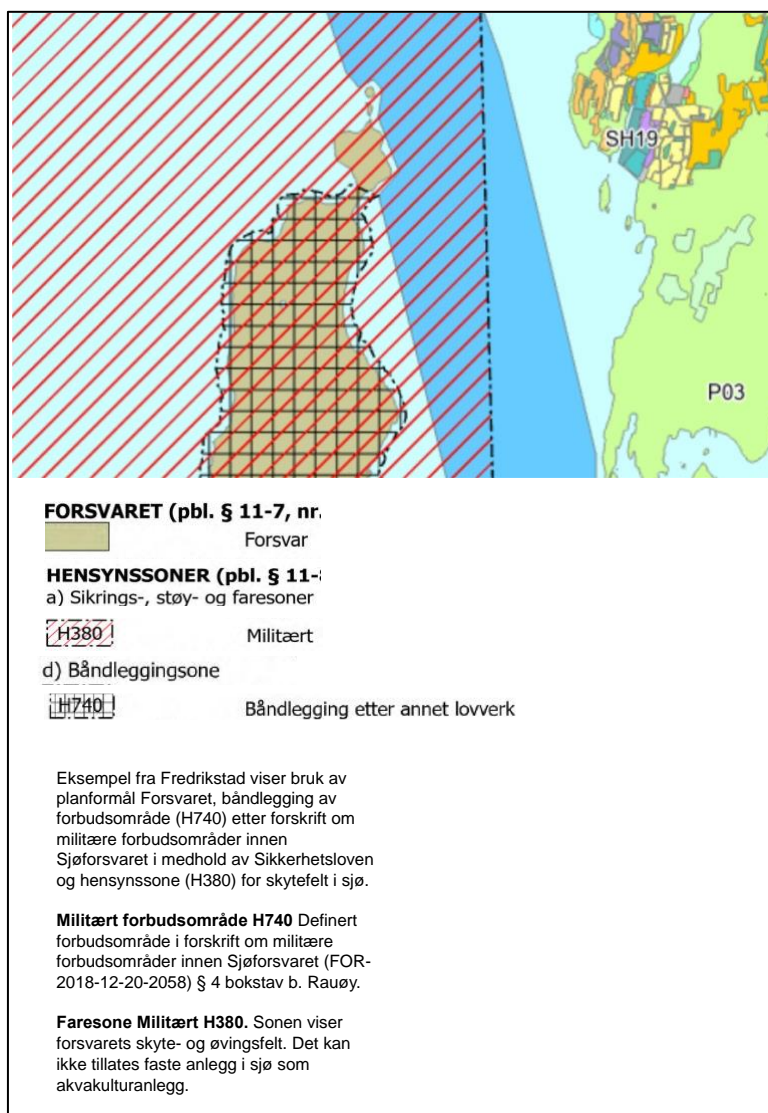 SH19
P03
FORSVARET (pbl. § 11-7, nr.
Forsvar
HENSYNSSONER (pbl. § 11-
a) Sikrings-, støy- og faresoner
H380
Militært
d) Båndleggingsone
H740
Båndlegging etter annet lovverk
Eksempel fra Fredrikstad viser bruk av
planformål Forsvaret, båndlegging av
forbudsområde (H740) etter forskrift om
militære forbudsområder innen
Sjøforsvaret i medhold av Sikkerhetsloven
og hensynssone (H380) for skytefelt i sjø.
Militært forbudsområde H740 Definert
forbudsområde i forskrift om militære
forbudsområder innen Sjøforsvaret (FOR-
2018-12-20-2058) § 4 bokstav b. Rauøy.
Faresone Militært H380. Sonen viser
forsvarets skyte- og øvingsfelt. Det kan
ikke tillates faste anlegg i sjø som
akvakulturanlegg.